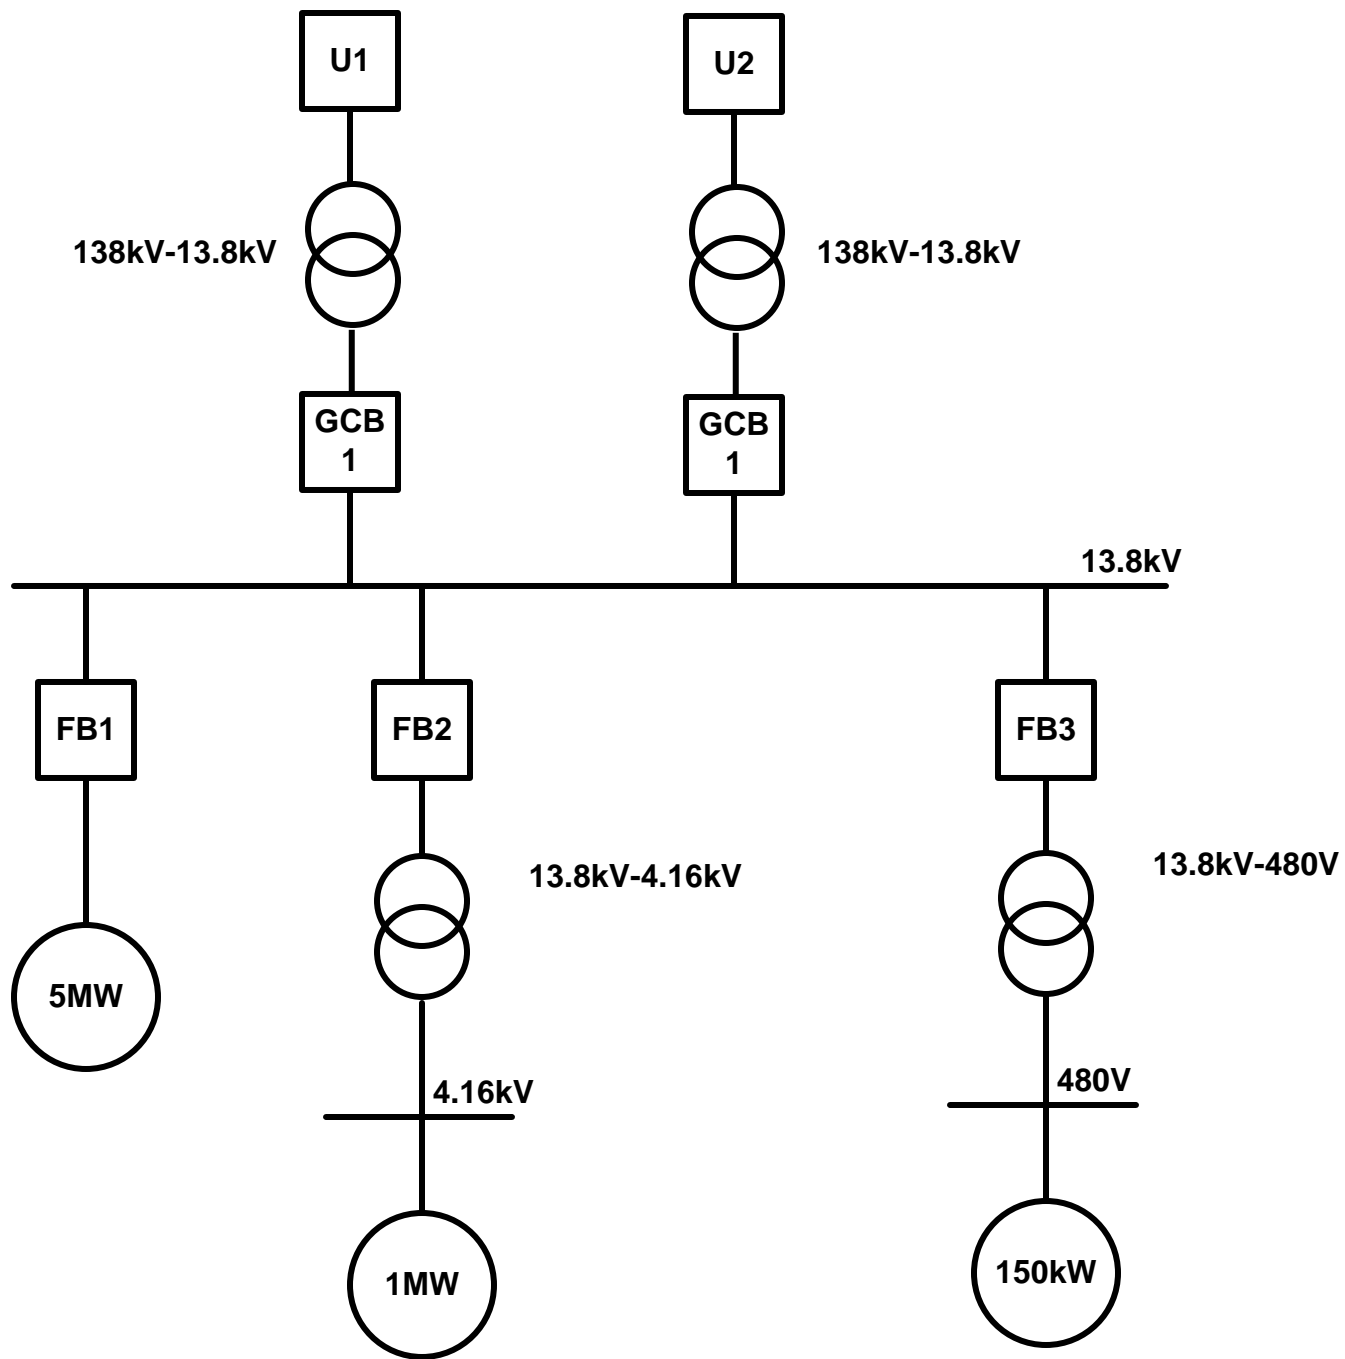 U1
U2
138kV-13.8kV
138kV-13.8kV
GCB
1
GCB
1
13.8kV
FB1
FB2
FB3
13.8kV-4.16kV
13.8kV-480V
5MW
4.16kV
480V
1MW
150kW